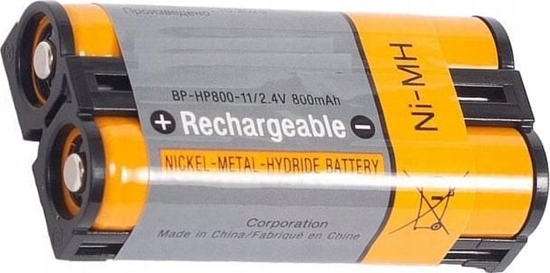 Произведено
BP-HP800-11/2.4V 800mAh
+ Rechargeable -
NICKEL-METAL-HYDRIDE BATTERY
Corporation
Made in China/Fabriqué en Chine
Ni-MH